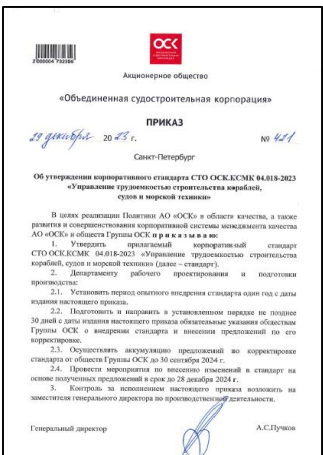 ОСК
2 000004 732306
Акционерное общество
«Объединенная судостроительная корпорация»
ПРИКАЗ
29 декабря 2023 г. № 421
Санкт-Петербург
Об утверждении корпоративного стандарта СТО ОСК.КСМК 04.018-2023
«Управление трудоемкостью строительства кораблей,
судов и морской техники»
В целях реализации Политики АО «ОСК» в области качества, а также
развития и совершенствования корпоративной системы менеджмента качества
АО «ОСК» и обществ Группы ОСК п р и к а з ы в а ю:
1. Утвердить прилагаемый корпоративный стандарт
СТО ОСК.КСМК 04.018-2023 «Управление трудоемкостью строительства
кораблей, судов и морской техники» (далее – стандарт).
2. Департаменту рабочего проектирования и подготовки
производства:
2.1. Установить период опытного внедрения стандарта один год с даты
издания настоящего приказа.
2.2. Подготовить и направить в установленном порядке не позднее
30 дней с даты издания настоящего приказа обязательные указания обществам
Группы ОСК о внедрении стандарта и внесения предложений по его
корректировке.
2.3. Осуществлять аккумуляцию предложений по корректировке
стандарта от обществ Группы ОСК до 30 сентября 2024 г.
2.4. Провести мероприятия по внесению изменений в стандарт на
основе полученных предложений в срок до 28 декабря 2024 г.
3. Контроль за исполнением настоящего приказа возложить на
заместителя генерального директора по производственной деятельности.
Генеральный директор А.С.Пучков